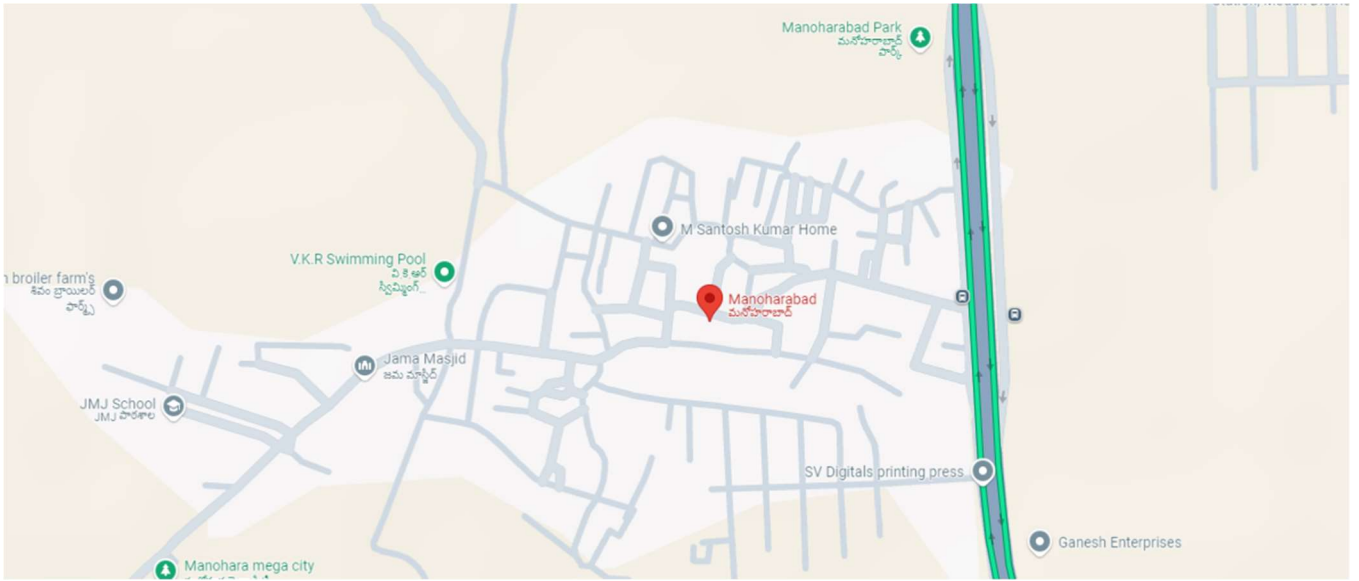 Manoharabad Park
మనోహరాబాద్
పార్క్
M Santosh Kumar Home
V.K.R Swimming Pool
వి కె ఆర్
స్విమ్మింగ్...
broiler farm's
శివం బ్రాయిలర్
ఫార్మ్స్
Manoharabad
మనోహరాబాద్
Jama Masjid
జమ మాస్జిద్
JMJ School
JMJ పాఠశాల
SV Digitals printing press
Ganesh Enterprises
Manohara mega city